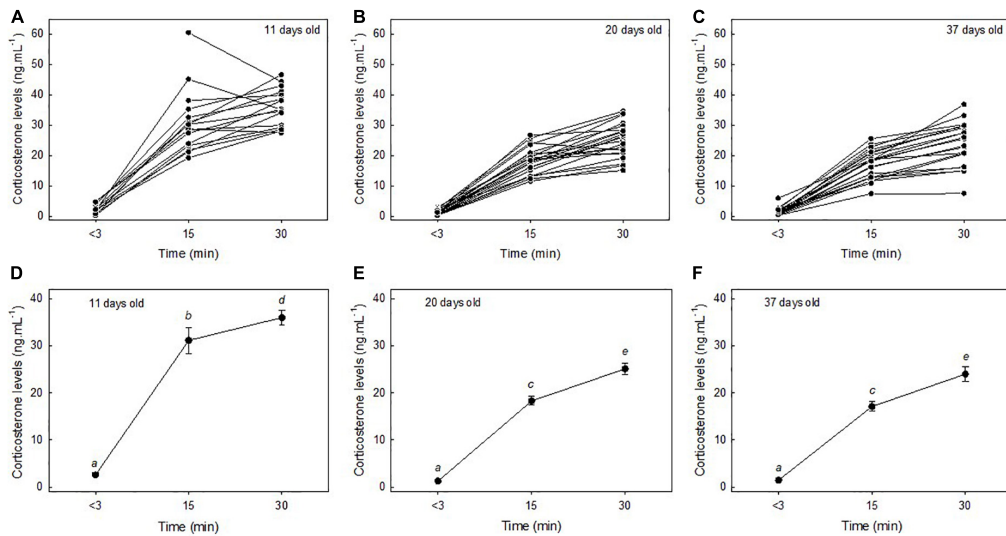 A
11 days old
Corticosterone levels (ng.mL-1)
60
50
40
30
20
10
0
<3 15 30
Time (min)
B
20 days old
Corticosterone levels (ng.mL-1)
60
50
40
30
20
10
0
<3 15 30
Time (min)
C
37 days old
Corticosterone levels (ng.mL-1)
60
50
40
30
20
10
0
<3 15 30
Time (min)
D
11 days old
Corticosterone levels (ng.mL-1)
40
30
20
10
0
a b d
<3 15 30
Time (min)
E
20 days old
Corticosterone levels (ng.mL-1)
40
30
20
10
0
a c e
<3 15 30
Time (min)
F
37 days old
Corticosterone levels (ng.mL-1)
40
30
20
10
0
a c e
<3 15 30
Time (min)